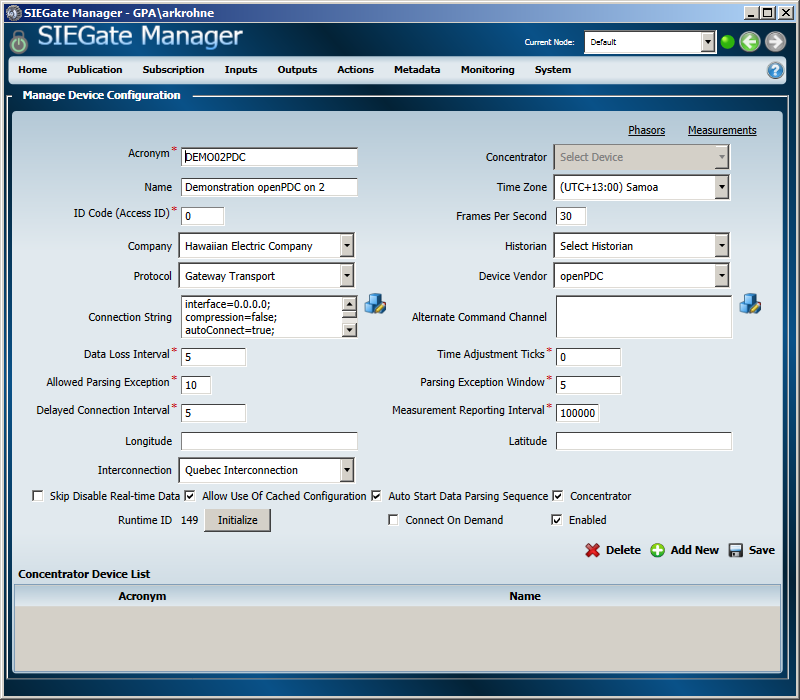 SIEGate Manager - GPA\arkrohne
SIEGate Manager
Current Node: Default
Home Publication Subscription Inputs Outputs Actions Metadata Monitoring System ?
Manage Device Configuration
Phasors Measurements
Acronym * DEMO02PDC Concentrator Select Device
Name Demonstration openPDC on 2 Time Zone (UTC+13:00) Samoa
ID Code (Access ID) * 0 Frames Per Second 30
Company Hawaiian Electric Company Historian Select Historian
Protocol Gateway Transport Device Vendor openPDC
Connection String interface=0.0.0.0;
compression=false;
autoConnect=true;
Alternate Command Channel
Data Loss Interval * 5 Time Adjustment Ticks * 0
Allowed Parsing Exception * 10 Parsing Exception Window * 5
Delayed Connection Interval * 5 Measurement Reporting Interval * 100000
Longitude Latitude
Interconnection Quebec Interconnection
Skip Disable Real-time Data Allow Use Of Cached Configuration Auto Start Data Parsing Sequence Concentrator
Runtime ID 149 Initialize Connect On Demand Enabled
Delete Add New Save
Concentrator Device List
Acronym Name